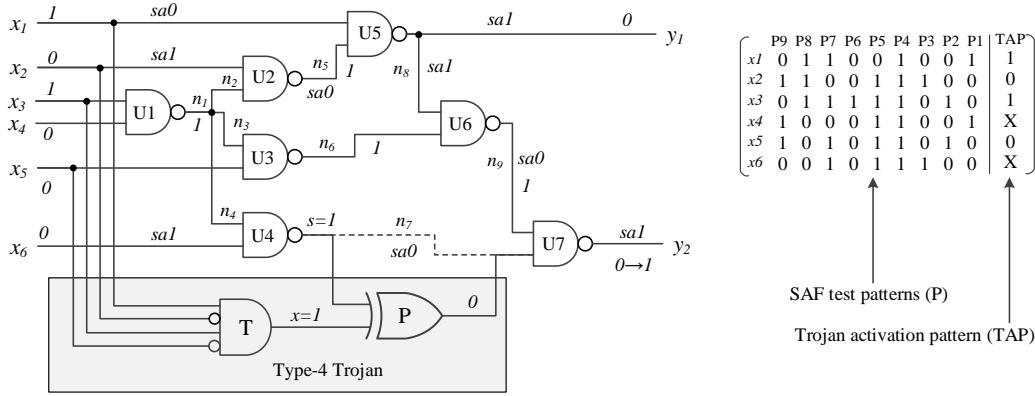 x1 1 sa0 sa1 0 y1
U5
x2 0 sa1 n5 1 n8 sa1
U2 sa0
n2
x3 1 n1
U1 1
x4 0 n3 U6
U3 n6 1 sa0
x5 n9 1
0
n4 s=1 n7
x6 0 sa1 U4 sa0 U7 sa1 y2
0→1
T x=1 P 0
Type-4 Trojan
P9 P8 P7 P6 P5 P4 P3 P2 P1 TAP
x1 0 1 1 0 0 1 0 0 1 1
x2 1 1 0 0 1 1 1 0 0 0
x3 0 1 1 1 1 1 0 1 0 1
x4 1 0 0 0 1 1 0 0 1 X
x5 1 0 1 0 1 1 0 1 0 0
x6 0 0 1 0 1 1 1 0 0 X
SAF test patterns (P)
Trojan activation pattern (TAP)